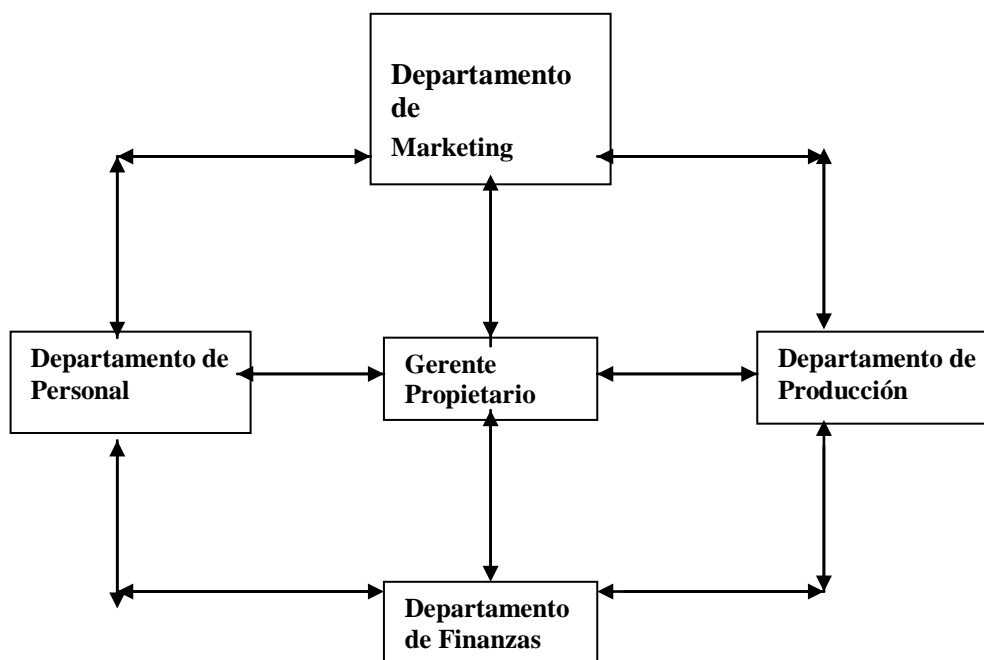 Departamento
de
Marketing
Departamento de
Personal
Gerente
Propietario
Departamento de
Producción
Departamento
de Finanzas